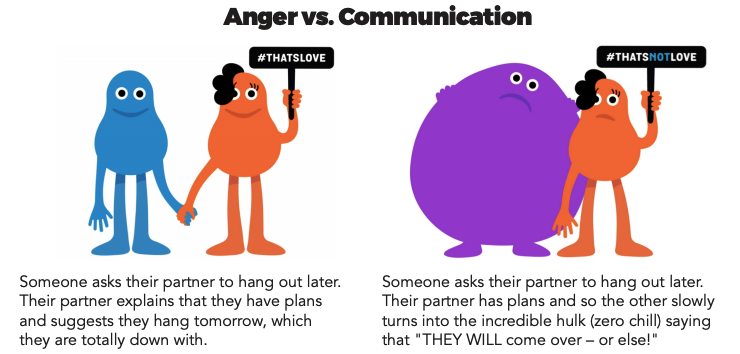 Anger vs. Communication
#THATSLOVE
#THATSNOTLOVE
Someone asks their partner to hang out later.
Their partner explains that they have plans
and suggests they hang tomorrow, which
they are totally down with.
Someone asks their partner to hang out later.
Their partner has plans and so the other slowly
turns into the incredible hulk (zero chill) saying
that "THEY WILL come over – or else!"